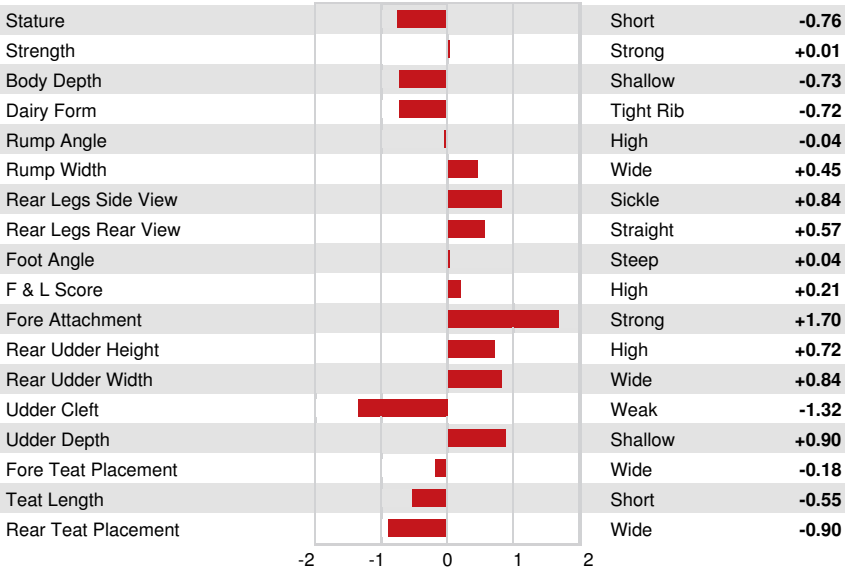 Stature Short -0.76
Strength Strong +0.01
Body Depth Shallow -0.73
Dairy Form Tight Rib -0.72
Rump Angle High -0.04
Rump Width Wide +0.45
Rear Legs Side View Sickle +0.84
Rear Legs Rear View Straight +0.57
Foot Angle Steep +0.04
F & L Score High +0.21
Fore Attachment Strong +1.70
Rear Udder Height High +0.72
Rear Udder Width Wide +0.84
Udder Cleft Weak -1.32
Udder Depth Shallow +0.90
Fore Teat Placement Wide -0.18
Teat Length Short -0.55
Rear Teat Placement Wide -0.90
-2 -1 0 1 2